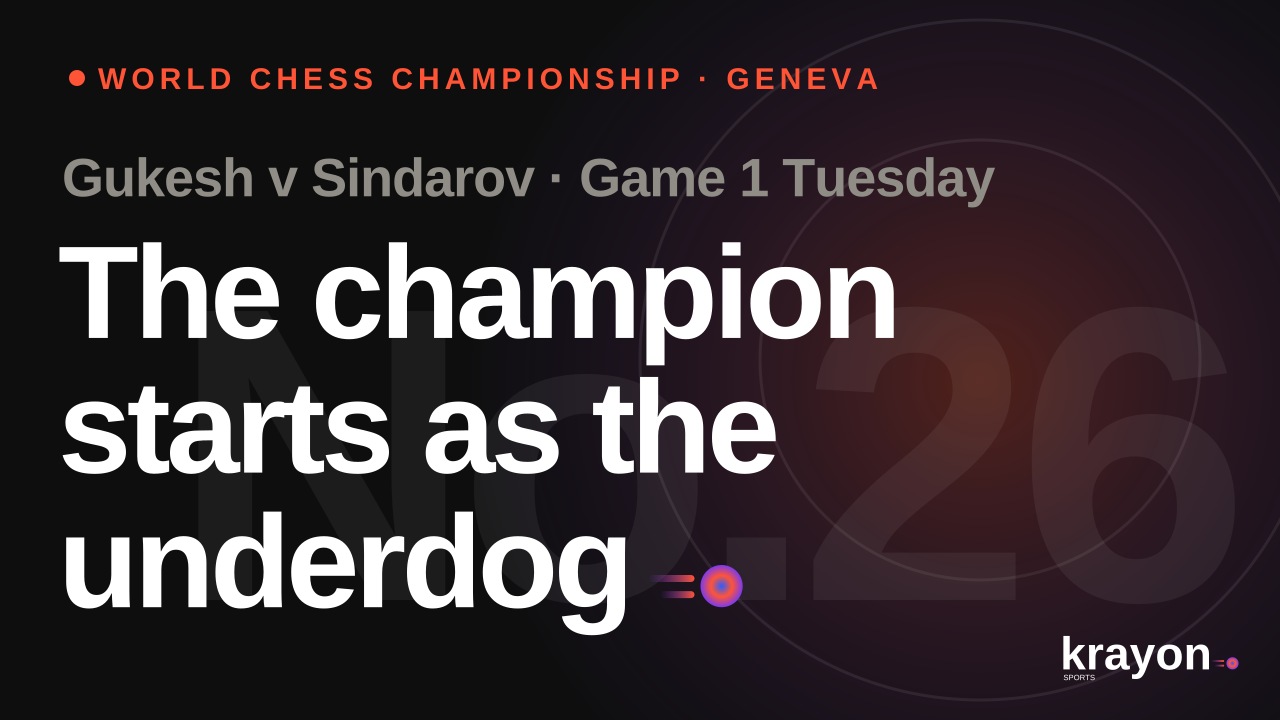 WORLD CHESS CHAMPIONSHIP · GENEVA
Gukesh v Sindarov · Game 1 Tuesday
The champion
starts as the
underdog
No.26
krayon
SPORTS